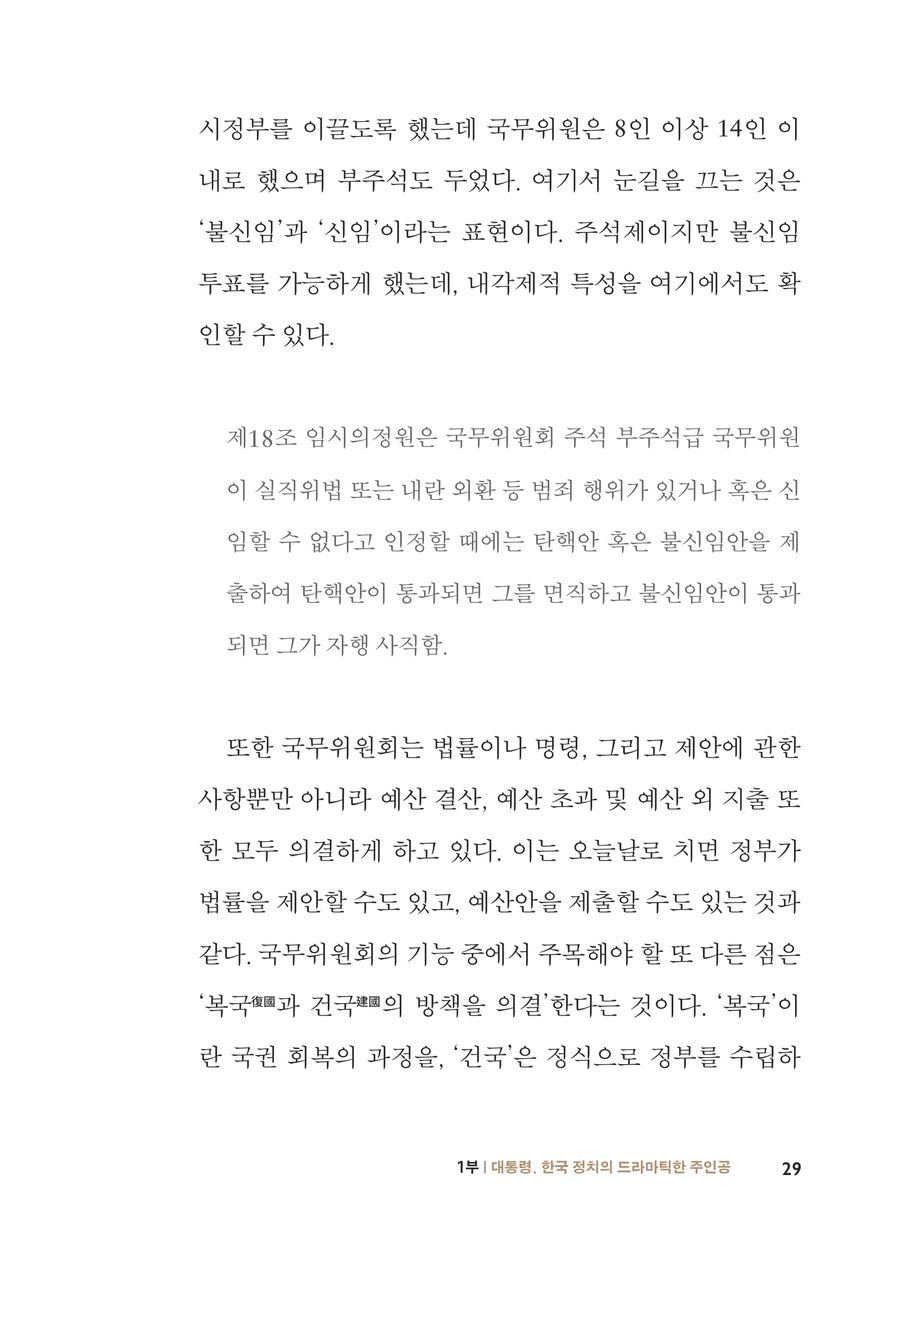 시정부를 이끌도록 했는데 국무위원은 8인 이상 14인 이
내로 했으며 부주석도 두었다. 여기서 눈길을 끄는 것은
‘불신임’과 ‘신임’이라는 표현이다. 주석제이지만 불신임
투표를 가능하게 했는데, 내각제적 특성을 여기에서도 확
인할 수 있다.
제18조 임시의정원은 국무위원회 주석 부주석급 국무위원
이 실직위법 또는 내란 외환 등 범죄 행위가 있거나 혹은 신
임할 수 없다고 인정할 때에는 탄핵안 혹은 불신임안을 제
출하여 탄핵안이 통과되면 그를 면직하고 불신임안이 통과
되면 그가 자행 사직함.
또한 국무위원회는 법률이나 명령, 그리고 제안에 관한
사항뿐만 아니라 예산 결산, 예산 초과 및 예산 외 지출 또
한 모두 의결하게 하고 있다. 이는 오늘날로 치면 정부가
법률을 제안할 수도 있고, 예산안을 제출할 수도 있는 것과
같다. 국무위원회의 기능 중에서 주목해야 할 또 다른 점은
‘복국復國과 건국建國의 방책을 의결’한다는 것이다. ‘복국’이
란 국권 회복의 과정을, ‘건국’은 정식으로 정부를 수립하
1부 | 대통령, 한국 정치의 드라마틱한 주인공 29